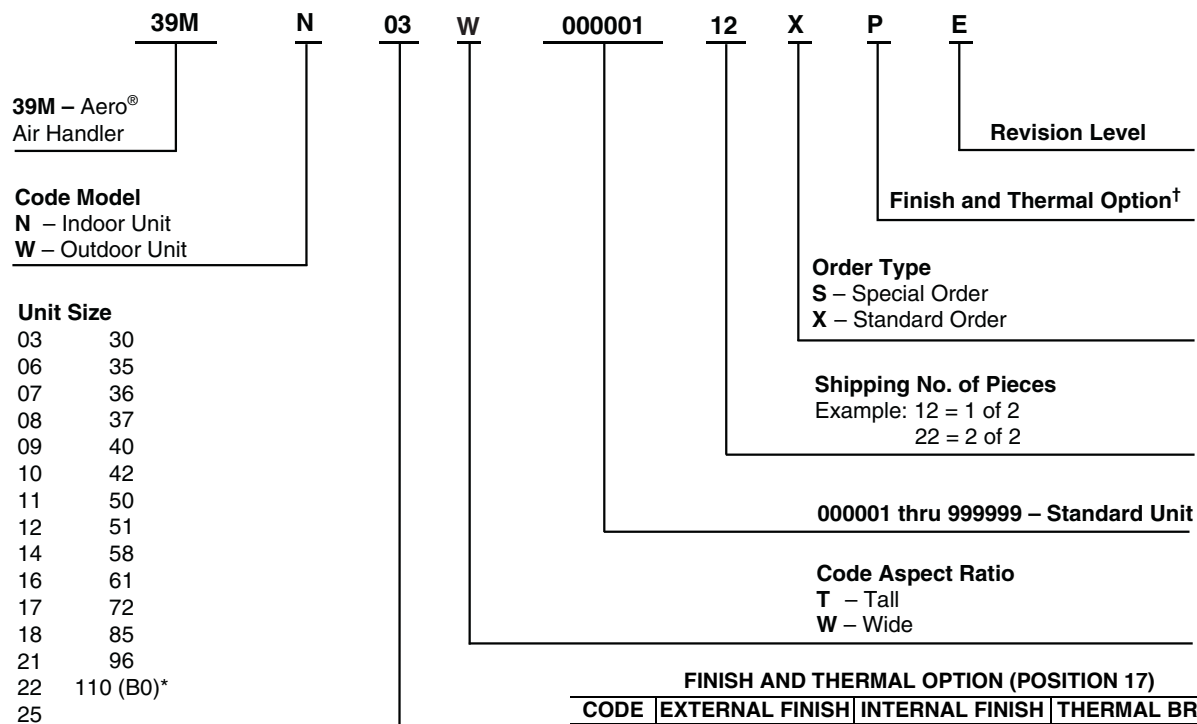 39M N 03 W 000001 12 X P E
39M – Aero®
Air Handler
Revision Level
Code Model
N – Indoor Unit
W – Outdoor Unit
Finish and Thermal Option†
Order Type
S – Special Order
X – Standard Order
Unit Size
03 30
06 35
07 36
08 37
09 40
10 42
11 50
12 51
14 58
16 61
17 72
18 85
21 96
22 110 (B0)*
25
Shipping No. of Pieces
Example: 12 = 1 of 2
22 = 2 of 2
000001 thru 999999 – Standard Unit
Code Aspect Ratio
T – Tall
W – Wide
FINISH AND THERMAL OPTION (POSITION 17)
CODE EXTERNAL FINISH INTERNAL FINISH THERMAL BR